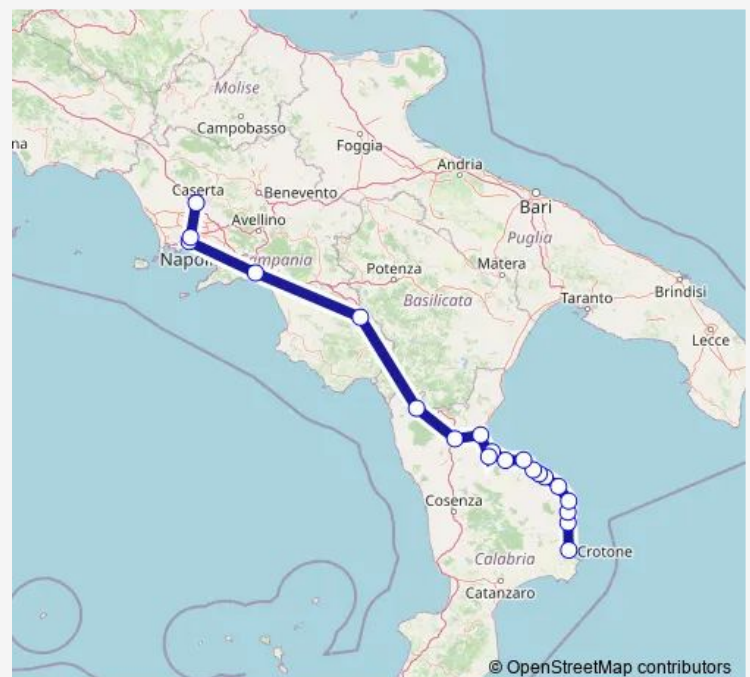 Molise
Campobasso
Foggia
na
Andria
Caserta
Benevento
Bari
Avellino
Puglia
Napoli
Campania
Potenza
Matera
Basilicata
Taranto
Brindisi
Lecce
Cosenza
Crotone
Calabria
Catanzaro
© OpenStreetMap contributors